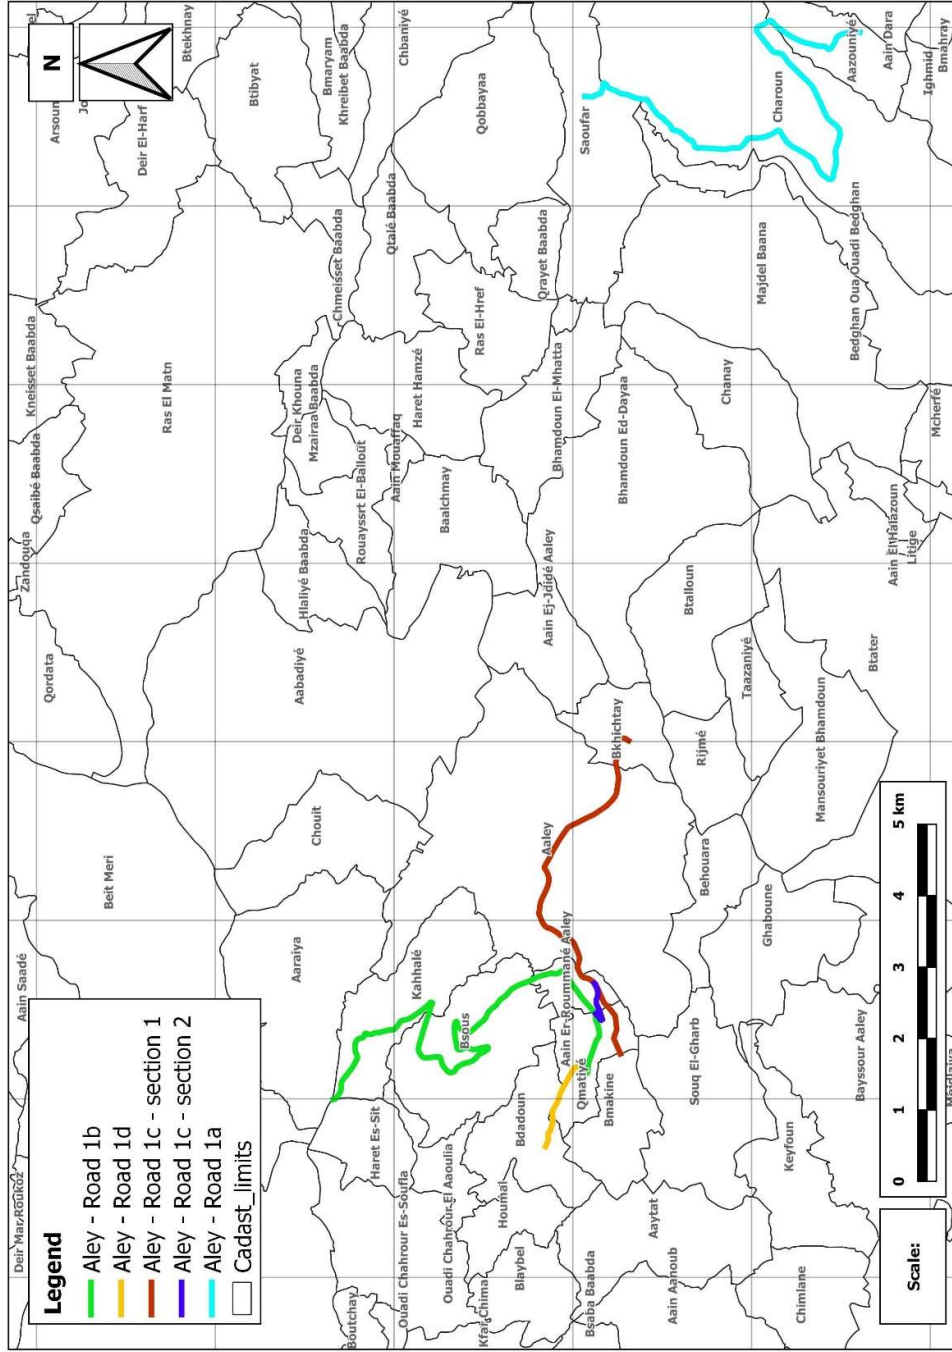 N
Legend
Aley - Road 1b
Aley - Road 1d
Aley - Road 1c - section 1
Aley - Road 1c - section 2
Aley - Road 1a
Cadast_limits
Deir Mar Roukoz
Aain Saadé
Zandouqa
Qsaibé Baabda
Kneisset Baabda
Qordata
Beit Meri
Ras El Matn
Deir El-Harf
Btekhnay
Btibyat
Bmaryam
Khreibet Baabda
Chbaniyé
Aaraiya
Chouit
Aabadiyé
Hlaliyé Baabda
Deir Khouna
Mzairaa Baabda
Chmeisset Baabda
Rouayssrt El-Ballout
Aain Mouaffaq
Qtalé Baabda
Boutchay
Haret Es-Sit
Kahhalé
Haret Hamzé
Baalchmay
Qobbayaa
Ouadi Chahrour Es-Soufla
Ouadi Chahrour El Aaoulia
Bsous
Ras El-Href
Kfar Chima
Houmal
Blaybel
Bdadoun
Qrayet Baabda
Aaley
Aain Ej-Jdidé Aaley
Bhamdoun El-Mhatta
Saoufar
Aain Er-Roummané Aaley
Qmatiyé
Bmakine
Bsaba Baabda
Bkhichtay
Bhamdoun Ed-Dayaa
Aaytat
Aain Aanoub
Souq El-Gharb
Behouara
Rijmé
Btalloun
Chanay
Majdel Baana
Charoun
Taazaniyé
Ghaboune
Keyfoun
Chimlane
Mansouriyet Bhamdoun
Bayssour Aaley
Btater
Bedghan Oua Ouadi Bedghan
Aazouniyé
Aain Dara
Aain El Halazoun
Litige
Mcherfé
Ighmid
Bmahray
Scale:
0 1 2 3 4 5 km